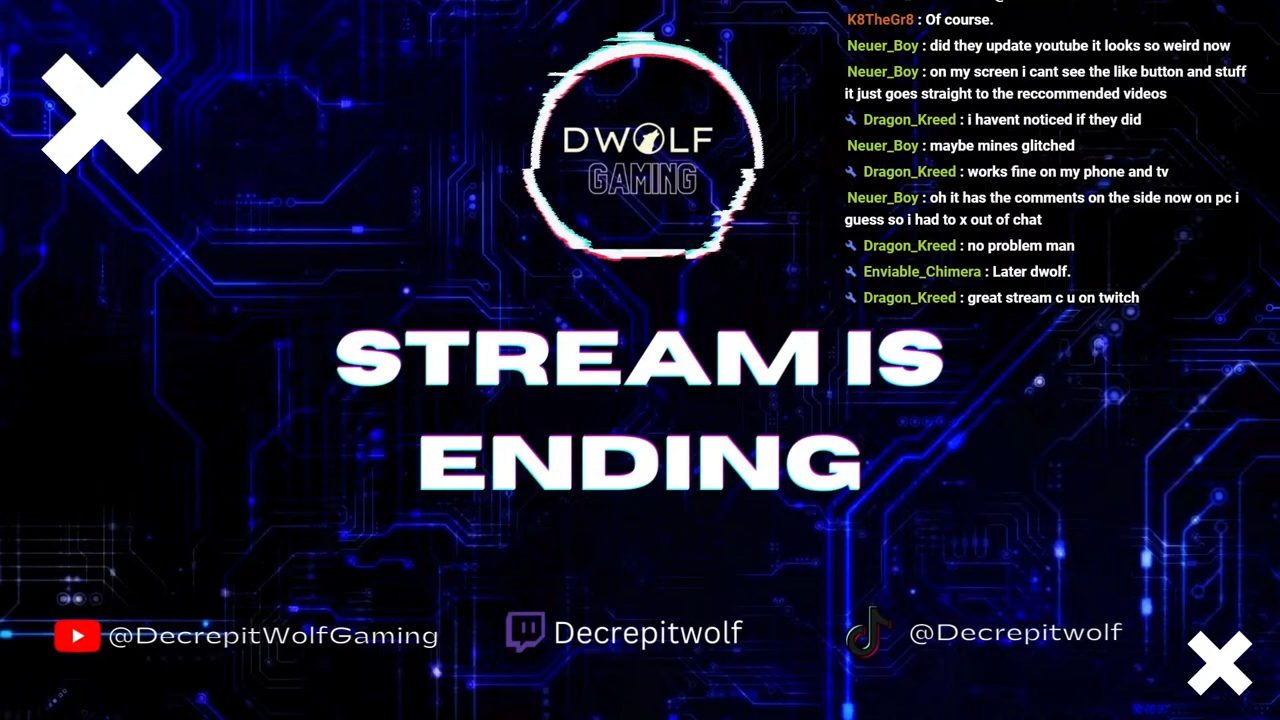 K8TheGr8 : Of course.
Neuer_Boy : did they update youtube it looks so weird now
Neuer_Boy : on my screen i cant see the like button and stuff
it just goes straight to the reccommended videos
Dragon_Kreed : i havent noticed if they did
Neuer_Boy : maybe mines glitched
Dragon_Kreed : works fine on my phone and tv
Neuer_Boy : oh it has the comments on the side now on pc i
guess so i had to x out of chat
Dragon_Kreed : no problem man
Enviable_Chimera : Later dwolf.
Dragon_Kreed : great stream c u on twitch
DWOLF
GAMING
STREAM IS
ENDING
@DecrepitWolfGaming
Decrepitwolf
@Decrepitwolf